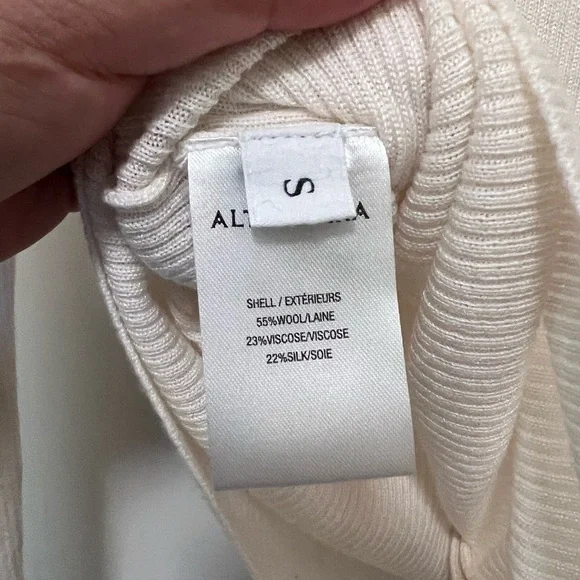 S
SHELL / EXTÉRIEURS
55%WOOL/LAINE
23%VISCOSE/VISCOSE
22%SILK/SOIE